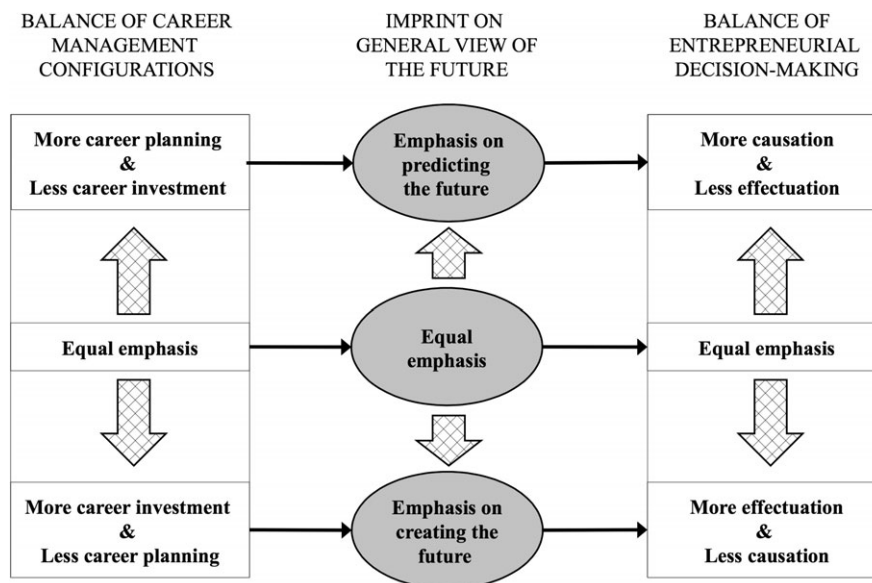 BALANCE OF CAREER
MANAGEMENT
CONFIGURATIONS
IMPRINT ON
GENERAL VIEW OF
THE FUTURE
BALANCE OF
ENTREPRENEURIAL
DECISION-MAKING
More career planning
&
Less career investment
Emphasis on
predicting
the future
More causation
&
Less effectuation
Equal emphasis
Equal
emphasis
Equal emphasis
More career investment
&
Less career planning
Emphasis on
creating the
future
More effectuation
&
Less causation